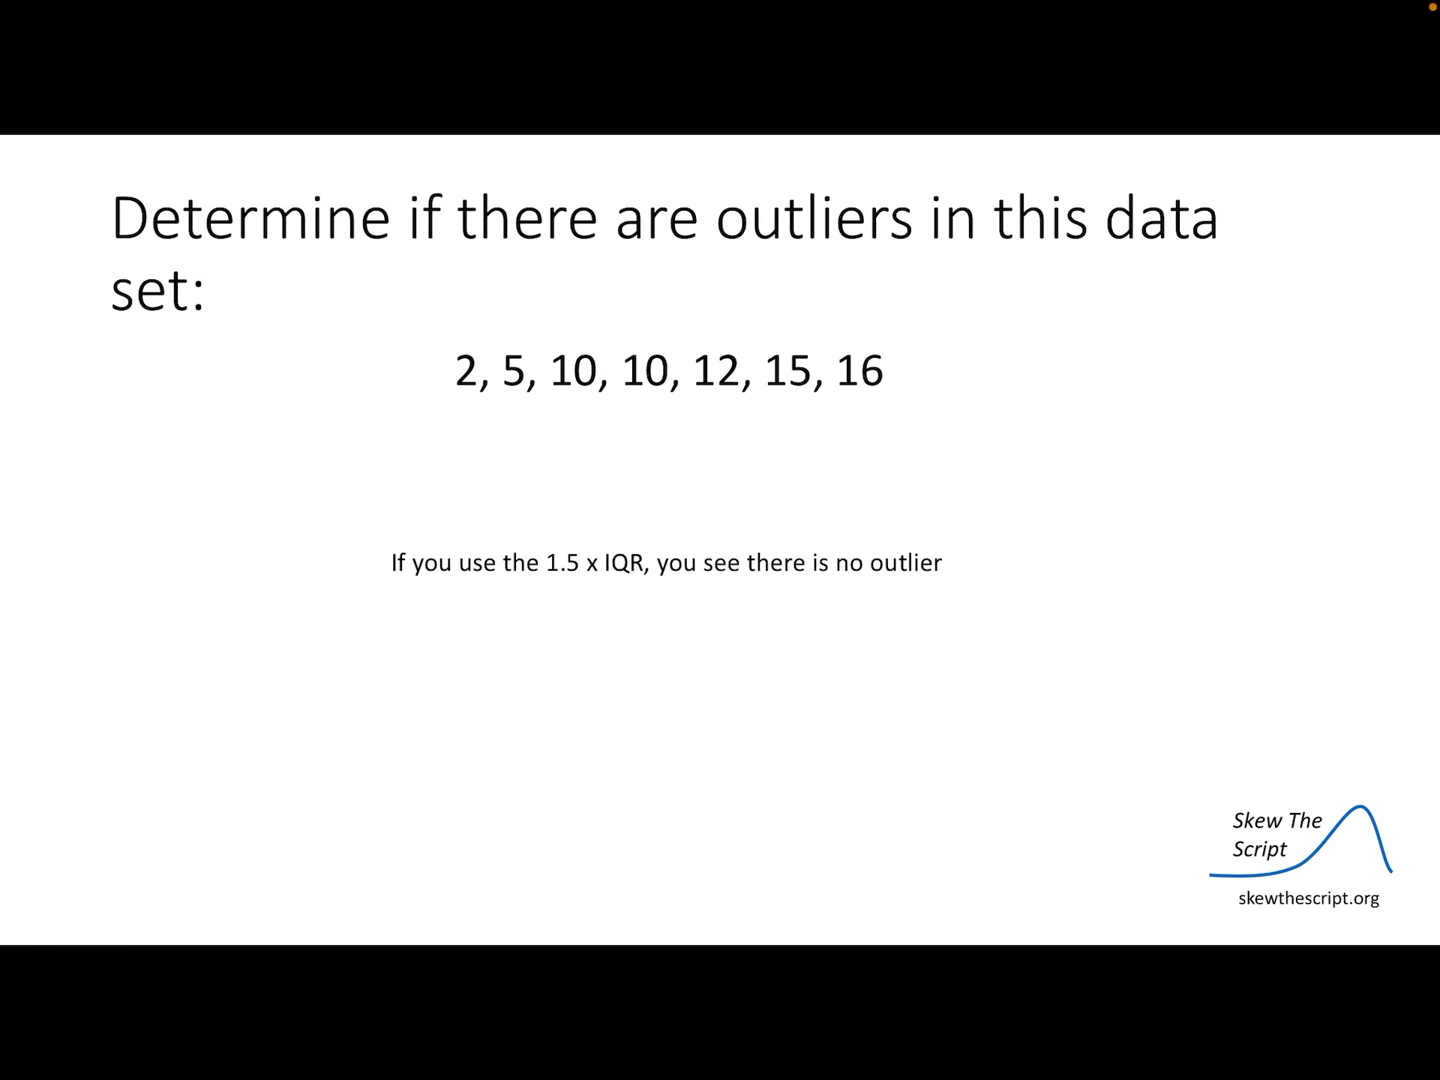 Determine if there are outliers in this data
set:
2, 5, 10, 10, 12, 15, 16
If you use the 1.5 x IQR, you see there is no outlier
Skew The
Script
skewthescript.org